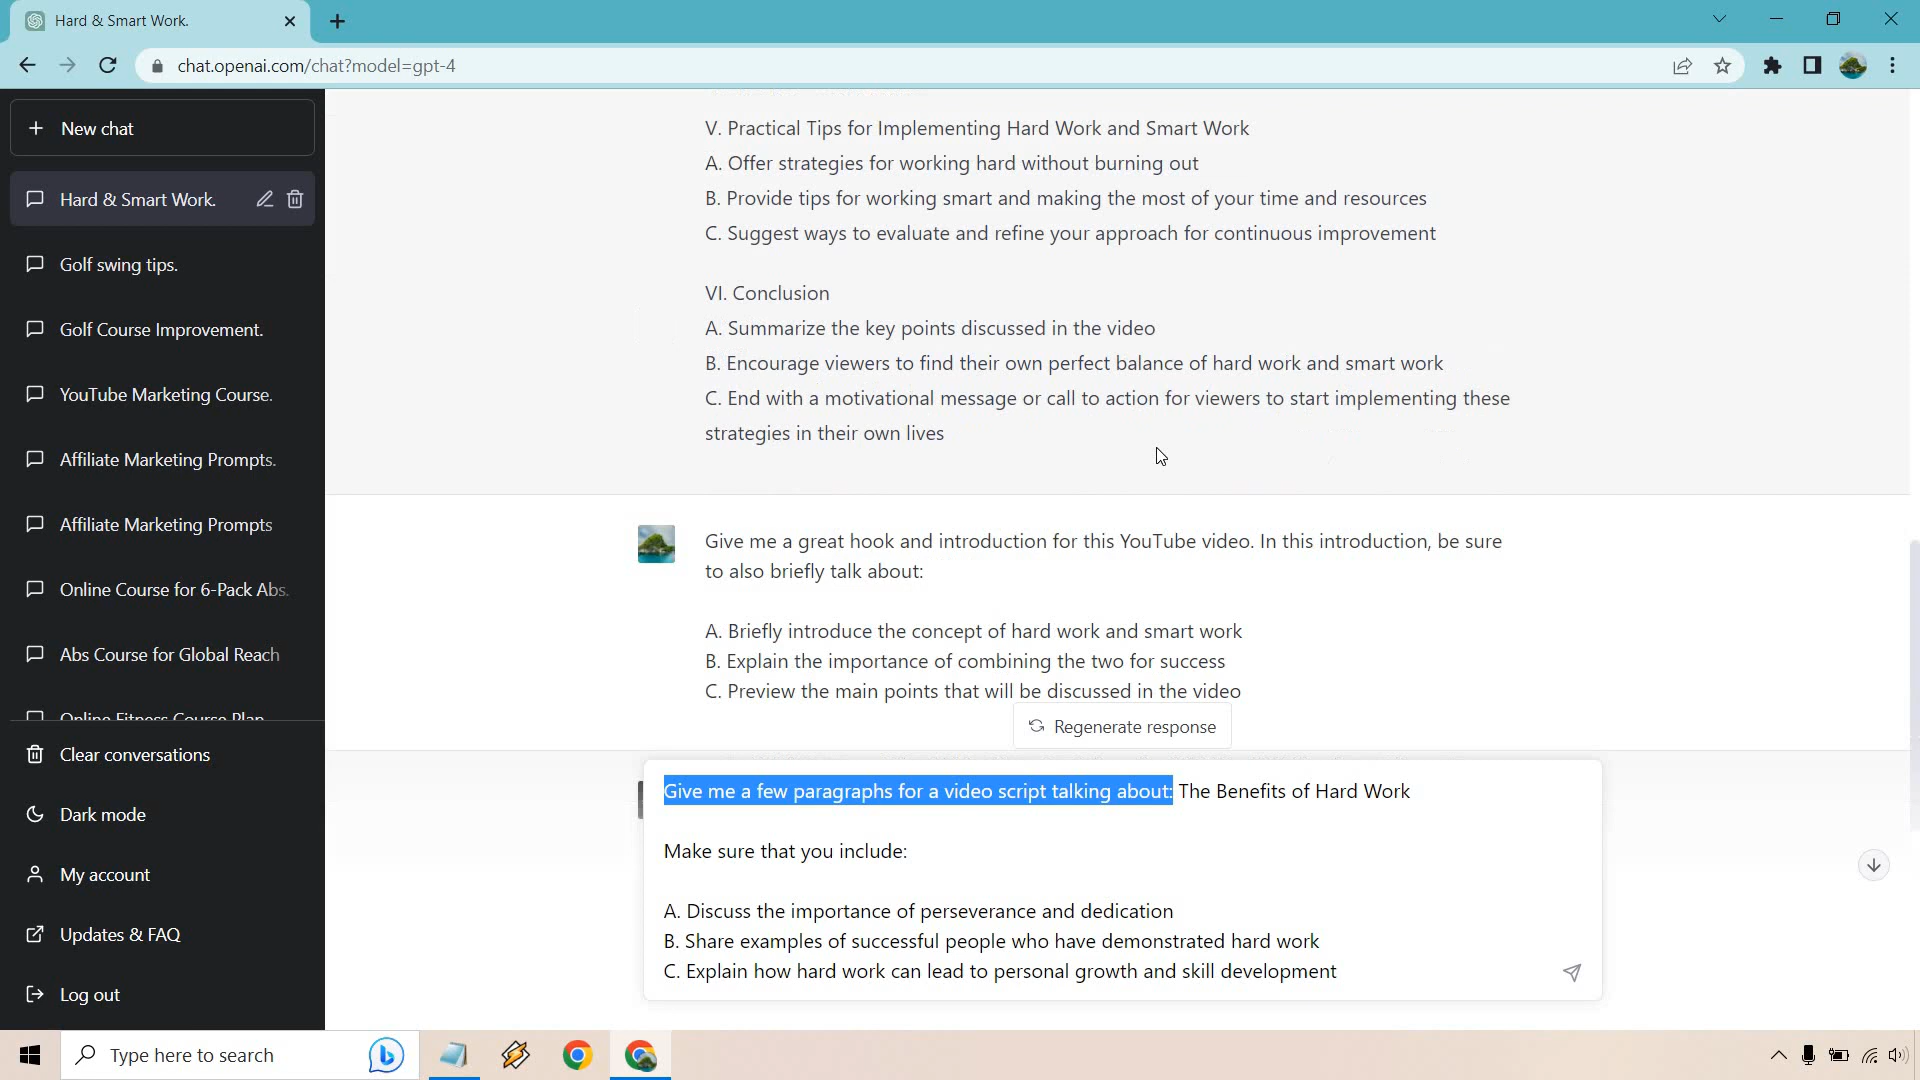 Hard & Smart Work.
chat.openai.com/chat?model=gpt-4
New chat
Hard & Smart Work.
Golf swing tips.
Golf Course Improvement.
YouTube Marketing Course.
Affiliate Marketing Prompts.
Affiliate Marketing Prompts
Online Course for 6-Pack Abs.
Abs Course for Global Reach
Online Fitness Course Plan
Clear conversations
Dark mode
My account
Updates & FAQ
Log out
V. Practical Tips for Implementing Hard Work and Smart Work
A. Offer strategies for working hard without burning out
B. Provide tips for working smart and making the most of your time and resources
C. Suggest ways to evaluate and refine your approach for continuous improvement
VI. Conclusion
A. Summarize the key points discussed in the video
B. Encourage viewers to find their own perfect balance of hard work and smart work
C. End with a motivational message or call to action for viewers to start implementing these
strategies in their own lives
Give me a great hook and introduction for this YouTube video. In this introduction, be sure
to also briefly talk about:
A. Briefly introduce the concept of hard work and smart work
B. Explain the importance of combining the two for success
C. Preview the main points that will be discussed in the video
Regenerate response
Give me a few paragraphs for a video script talking about: The Benefits of Hard Work
Make sure that you include:
A. Discuss the importance of perseverance and dedication
B. Share examples of successful people who have demonstrated hard work
C. Explain how hard work can lead to personal growth and skill development
Type here to search